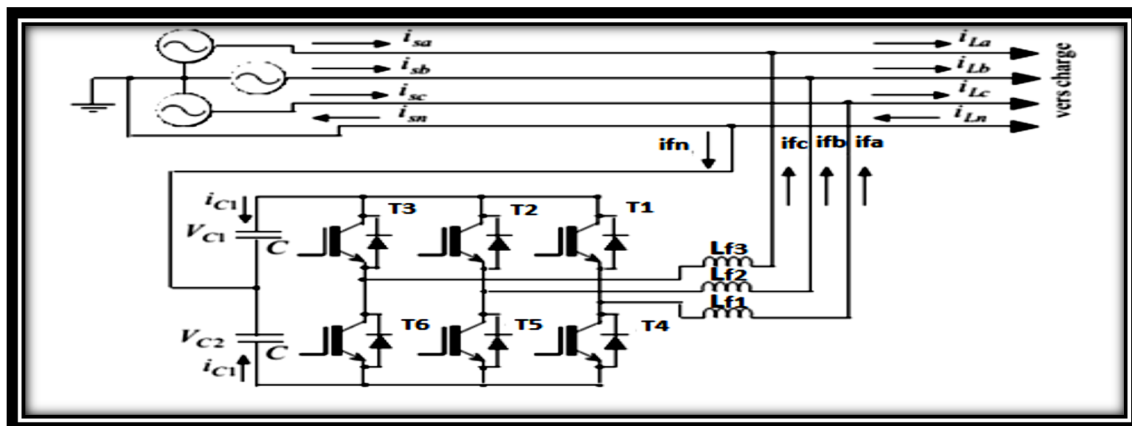 isa
iLa
isb
iLb
isc
iLc
isn
iLn
vers charge
ifn
ifc ifb ifa
iC1
VC1
C
T3
T2
T1
Lf3
Lf2
Lf1
VC2
C
iC1
T6
T5
T4